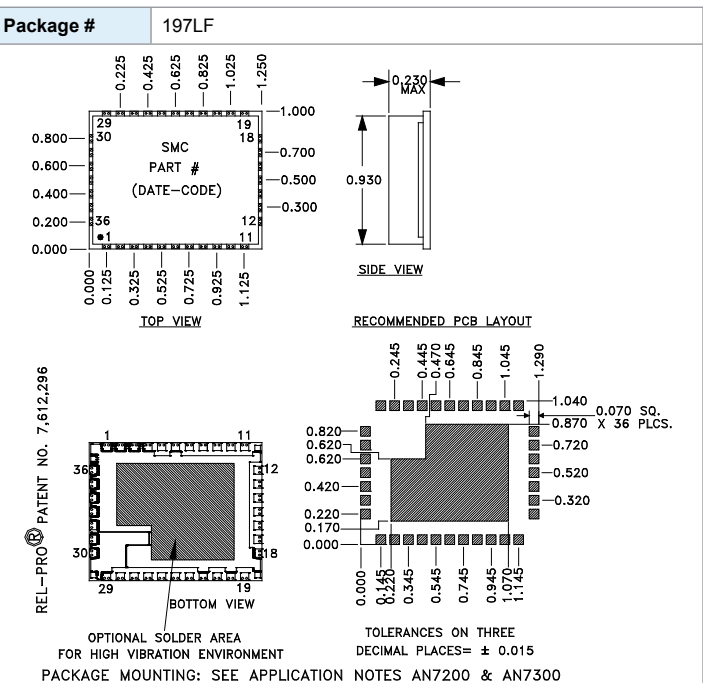 Package # 197LF
0.225 0.425 0.625 0.825 1.025 1.250
0.230
MAX
1.000
29 19
30 18
0.800
0.700
SMC
PART #
(DATE-CODE)
0.600
0.500
0.400
0.300
0.200
36 12
1 11
0.000
0.930
0.000 0.125 0.325 0.525 0.725 0.925 1.125
TOP VIEW
SIDE VIEW
RECOMMENDED PCB LAYOUT
0.245 0.445 0.470 0.645 0.845 1.045 1.290
1.040
0.070 SQ.
X 36 PLCS.
0.870
0.820
0.720
0.620
0.620
0.520
0.420
0.320
0.220
0.170
0.000
0.000 0.145 0.220 0.345 0.545 0.745 0.945 1.070 1.145
REL-PRO® PATENT NO. 7,612,296
1 11
36 12
30 18
29 19
BOTTOM VIEW
OPTIONAL SOLDER AREA
FOR HIGH VIBRATION ENVIRONMENT
TOLERANCES ON THREE
DECIMAL PLACES= ± 0.015
PACKAGE MOUNTING: SEE APPLICATION NOTES AN7200 & AN7300